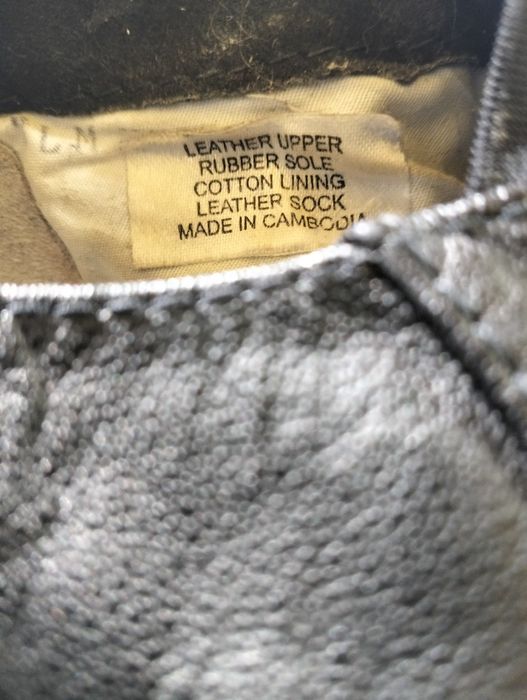 L M
LEATHER UPPER
RUBBER SOLE
COTTON LINING
LEATHER SOCK
MADE IN CAMBODIA